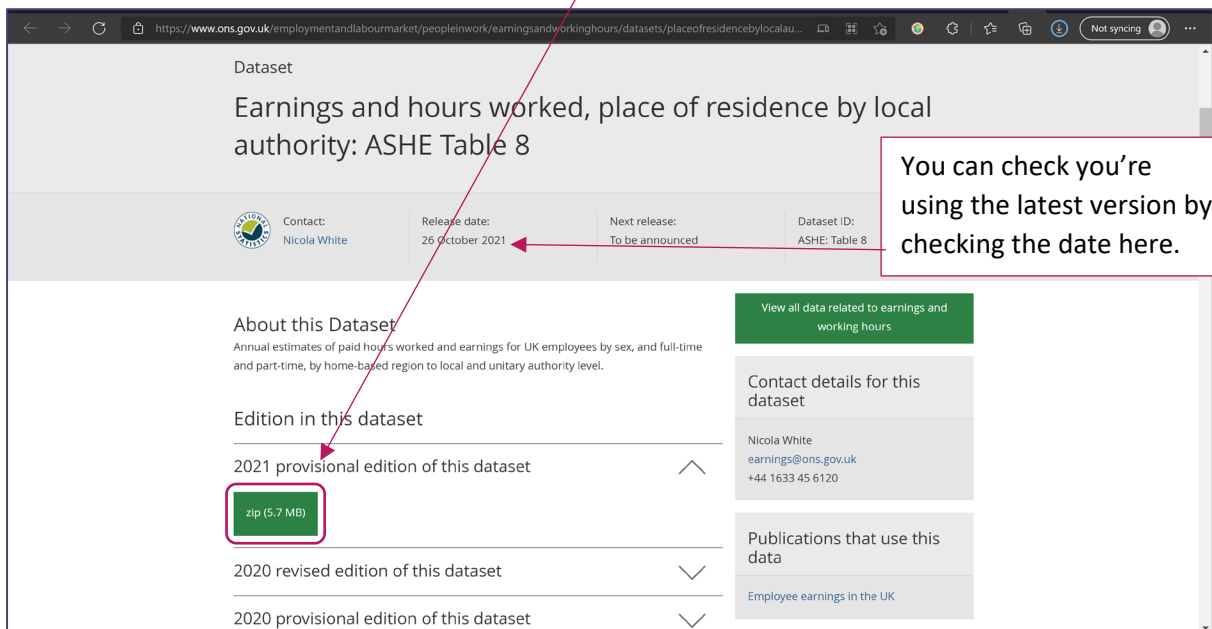 https://www.ons.gov.uk/employmentandlabourmarket/peopleinwork/earningsandworkinghours/datasets/placeofresidencebylocalau...
Not syncing
Dataset
Earnings and hours worked, place of residence by local
authority: ASHE Table 8
You can check you’re
using the latest version by
checking the date here.
NATIONAL STATISTICS
Contact:
Nicola White
Release date:
26 October 2021
Next release:
To be announced
Dataset ID:
ASHE: Table 8
About this Dataset
Annual estimates of paid hours worked and earnings for UK employees by sex, and full-time
and part-time, by home-based region to local and unitary authority level.
Edition in this dataset
2021 provisional edition of this dataset
zip (5.7 MB)
2020 revised edition of this dataset
2020 provisional edition of this dataset
View all data related to earnings and
working hours
Contact details for this
dataset
Nicola White
earnings@ons.gov.uk
+44 1633 45 6120
Publications that use this
data
Employee earnings in the UK